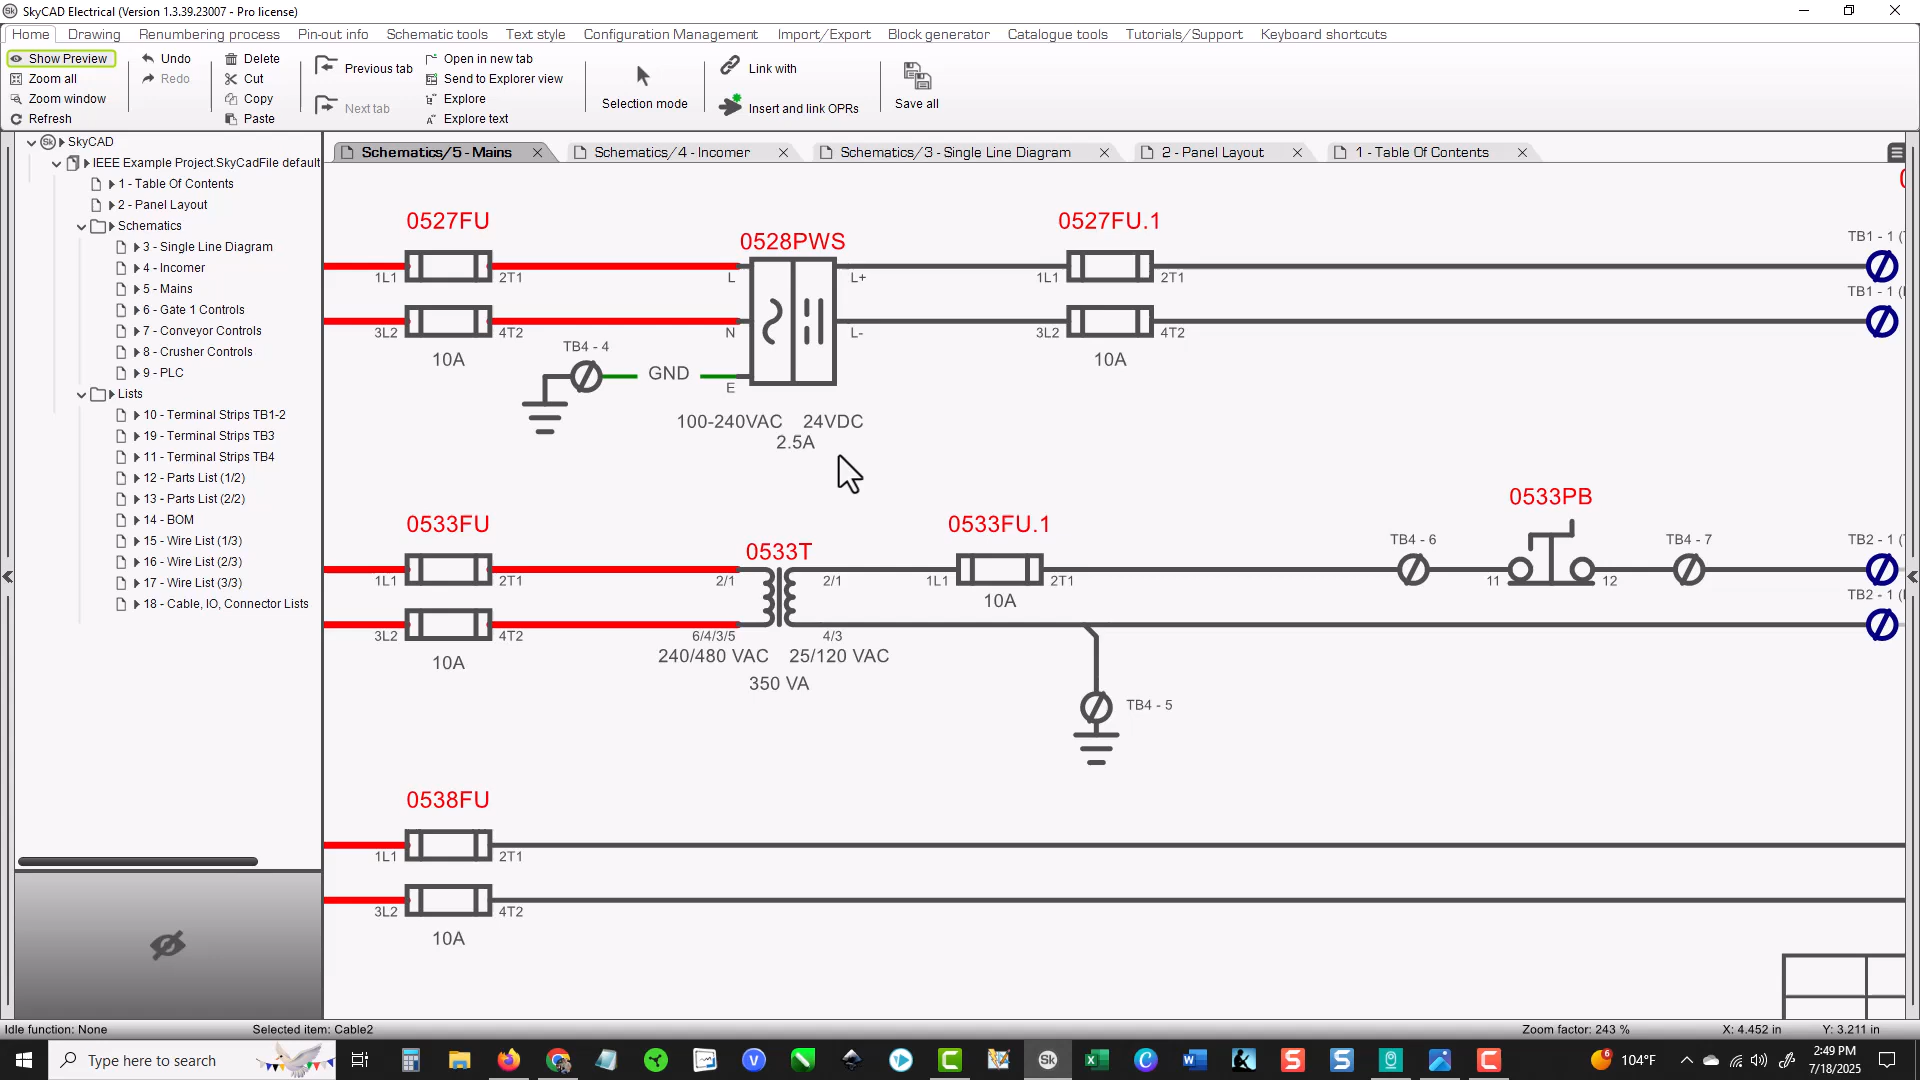 SkyCAD Electrical (Version 1.3.39.23007 - Pro license)
Home Drawing Renumbering process Pin-out info Schematic tools Text style Configuration Management Import/Export Block generator Catalogue tools Tutorials/Support Keyboard shortcuts
Show Preview
Zoom all
Zoom window
Refresh
Undo
Redo
Delete
Cut
Copy
Paste
Previous tab
Next tab
Open in new tab
Send to Explorer view
Explore
Explore text
Selection mode
Link with
Insert and link OPRs
Save all
SkyCAD
IEEE Example Project.SkyCadFile default
1 - Table Of Contents
2 - Panel Layout
Schematics
3 - Single Line Diagram
4 - Incomer
5 - Mains
6 - Gate 1 Controls
7 - Conveyor Controls
8 - Crusher Controls
9 - PLC
Lists
10 - Terminal Strips TB1-2
19 - Terminal Strips TB3
11 - Terminal Strips TB4
12 - Parts List (1/2)
13 - Parts List (2/2)
14 - BOM
15 - Wire List (1/3)
16 - Wire List (2/3)
17 - Wire List (3/3)
18 - Cable, IO, Connector Lists
Schematics/5 - Mains
Schematics/4 - Incomer
Schematics/3 - Single Line Diagram
2 - Panel Layout
1 - Table Of Contents
0527FU
0528PWS
0527FU.1
TB1 - 1 (
1L1 2T1 L L+ 1L1 2T1
TB1 - 1 (
3L2 4T2 N L- 3L2 4T2
10A
TB4 - 4
10A
GND
E
100-240VAC 24VDC
2.5A
0533PB
0533FU
0533T
0533FU.1
TB4 - 6
TB4 - 7
TB2 - 1 (
1L1 2T1 2/1 2/1 1L1 2T1 11 12
10A
TB2 - 1 (
3L2 4T2 6/4/3/5 4/3
10A
240/480 VAC 25/120 VAC
350 VA
TB4 - 5
0538FU
1L1 2T1
3L2 4T2
10A
Idle function: None
Selected item: Cable2
Zoom factor: 243 %
X: 4.452 in
Y: 3.211 in
Type here to search
104°F
2:49 PM
7/18/2025